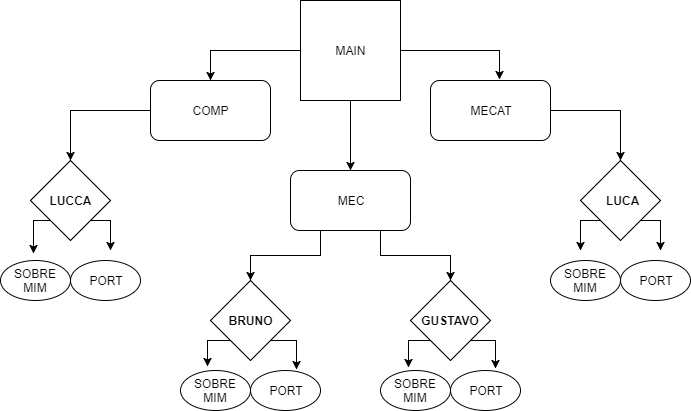 MAIN
COMP
MECAT
LUCCA
MEC
LUCA
SOBRE
MIM
PORT
SOBRE
MIM
PORT
BRUNO
GUSTAVO
SOBRE
MIM
PORT
SOBRE
MIM
PORT